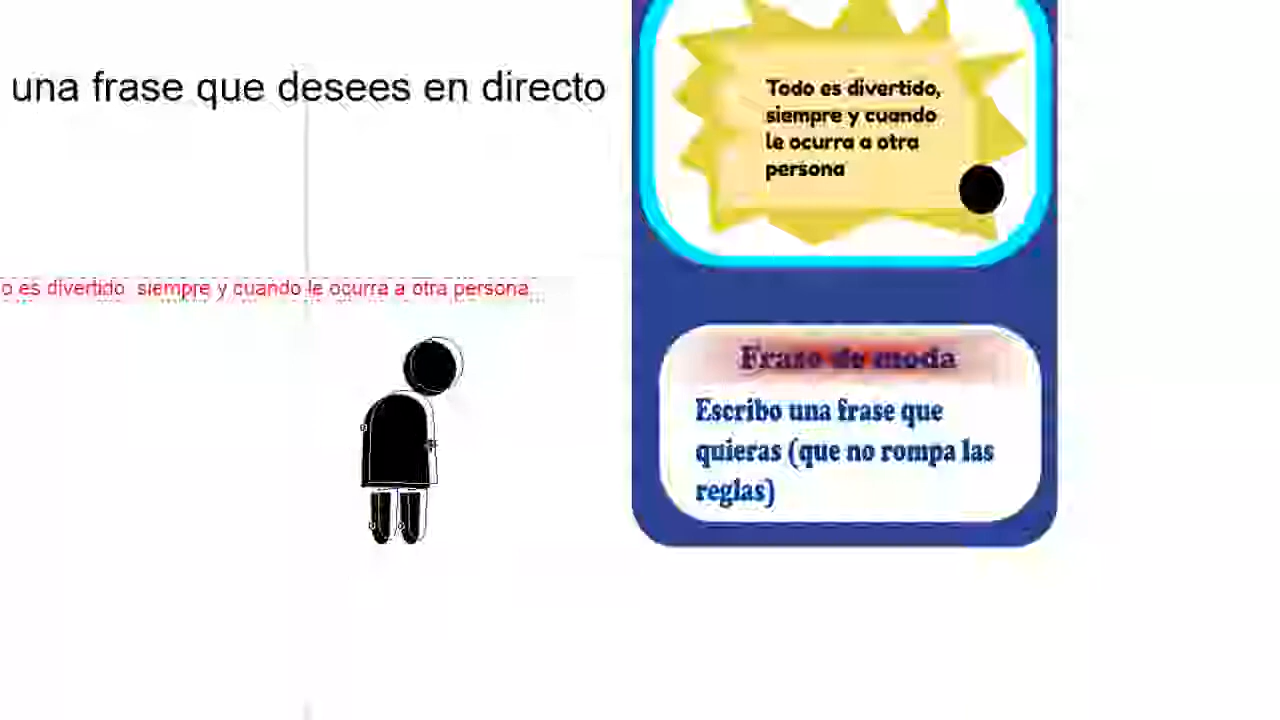 una frase que desees en directo
o es divertido siempre y cuando le ocurra a otra persona...
Todo es divertido,
siempre y cuando
le ocurra a otra
persona
Frase de moda
Escribo una frase que
quieras (que no rompa las
reglas)